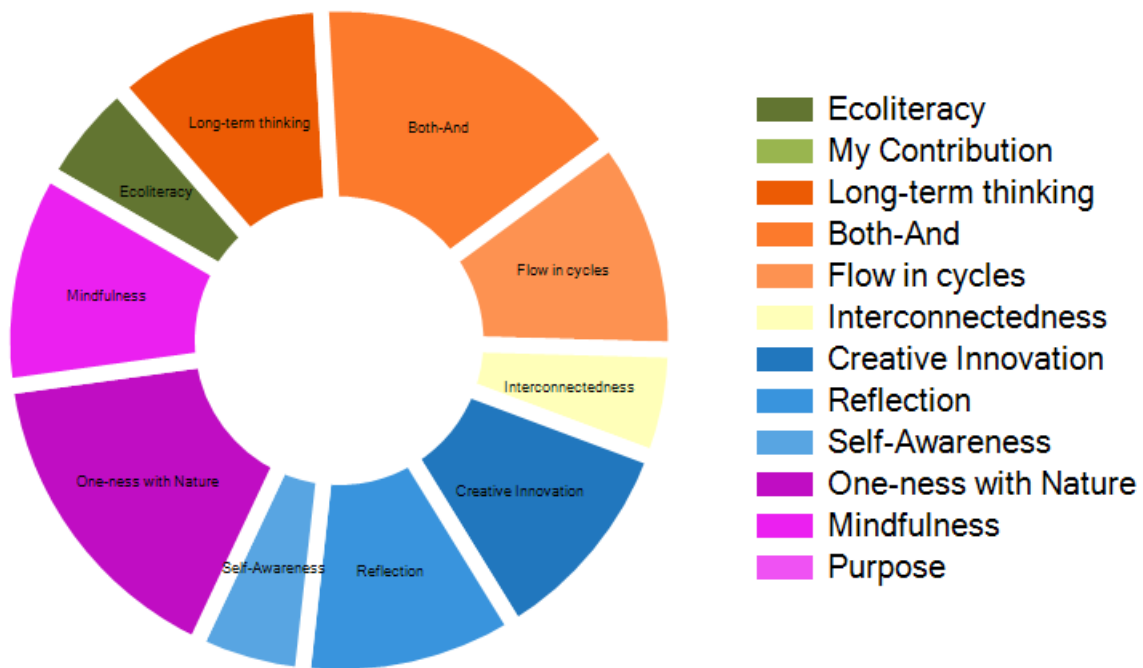 Long-term thinking
Both-And
Ecoliteracy
Flow in cycles
Mindfulness
Interconnectedness
One-ness with Nature
Creative Innovation
Self-Awareness
Reflection
Ecoliteracy
My Contribution
Long-term thinking
Both-And
Flow in cycles
Interconnectedness
Creative Innovation
Reflection
Self-Awareness
One-ness with Nature
Mindfulness
Purpose